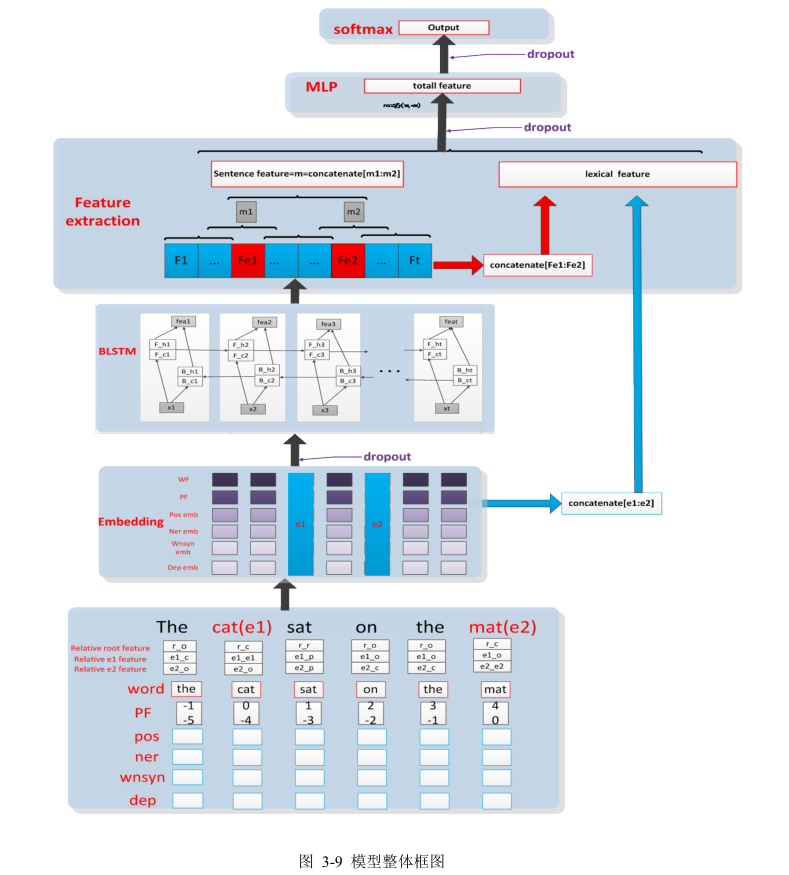 softmax Output
dropout
MLP totall feature
dropout
Sentence feature=m=concatenate[m1:m2] lexical feature
Feature
extraction
m1 m2
F1 ... Fe1 ... ... Fe2 ... Ft
concatenate[Fe1:Fe2]
fea1 fea2 fea3 feat
BLSTM
F_h1 F_h2 F_h3 F_ht
F_c1 F_c2 F_c3 F_ct
B_h1 B_h2 B_h3 B_ht
B_c1 B_c2 B_c3 B_ct
...
x1 x2 x3 xt
dropout
WF
PF
Pos emb
Embedding
Ner emb
Wnsyn
emb
Dep emb
e1 e2
concatenate[e1:e2]
The cat(e1) sat on the mat(e2)
Relative root feature r_o r_c r_r r_o r_o r_c
Relative e1 feature e1_c e1_e1 e1_p e1_o e1_o e1_o
Relative e2 feature e2_o e2_o e2_p e2_c e2_c e2_e2
word the cat sat on the mat
PF -1 0 1 2 3 4
-5 -4 -3 -2 -1 0
pos
ner
wnsyn
dep
图 3-9 模型整体框图